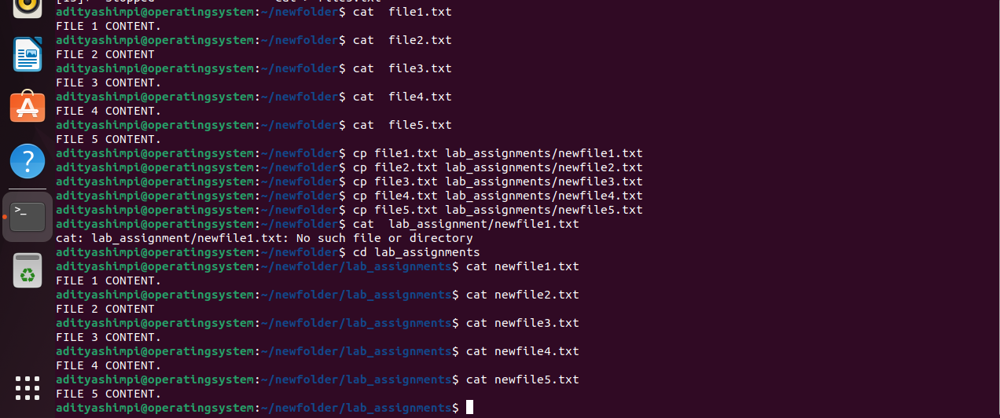 adityashimpi@operatingsystem:~/newfolder$ cat  file1.txt
FILE 1 CONTENT.
adityashimpi@operatingsystem:~/newfolder$ cat  file2.txt
FILE 2 CONTENT
adityashimpi@operatingsystem:~/newfolder$ cat  file3.txt
FILE 3 CONTENT.
adityashimpi@operatingsystem:~/newfolder$ cat  file4.txt
FILE 4 CONTENT.
adityashimpi@operatingsystem:~/newfolder$ cat  file5.txt
FILE 5 CONTENT.
adityashimpi@operatingsystem:~/newfolder$ cp file1.txt lab_assignments/newfile1.txt
adityashimpi@operatingsystem:~/newfolder$ cp file2.txt lab_assignments/newfile2.txt
adityashimpi@operatingsystem:~/newfolder$ cp file3.txt lab_assignments/newfile3.txt
adityashimpi@operatingsystem:~/newfolder$ cp file4.txt lab_assignments/newfile4.txt
adityashimpi@operatingsystem:~/newfolder$ cp file5.txt lab_assignments/newfile5.txt
adityashimpi@operatingsystem:~/newfolder$ cat  lab_assignment/newfile1.txt
cat: lab_assignment/newfile1.txt: No such file or directory
adityashimpi@operatingsystem:~/newfolder$ cd lab_assignments
adityashimpi@operatingsystem:~/newfolder/lab_assignments$ cat newfile1.txt
FILE 1 CONTENT.
adityashimpi@operatingsystem:~/newfolder/lab_assignments$ cat newfile2.txt
FILE 2 CONTENT
adityashimpi@operatingsystem:~/newfolder/lab_assignments$ cat newfile3.txt
FILE 3 CONTENT.
adityashimpi@operatingsystem:~/newfolder/lab_assignments$ cat newfile4.txt
FILE 4 CONTENT.
adityashimpi@operatingsystem:~/newfolder/lab_assignments$ cat newfile5.txt
FILE 5 CONTENT.
adityashimpi@operatingsystem:~/newfolder/lab_assignments$